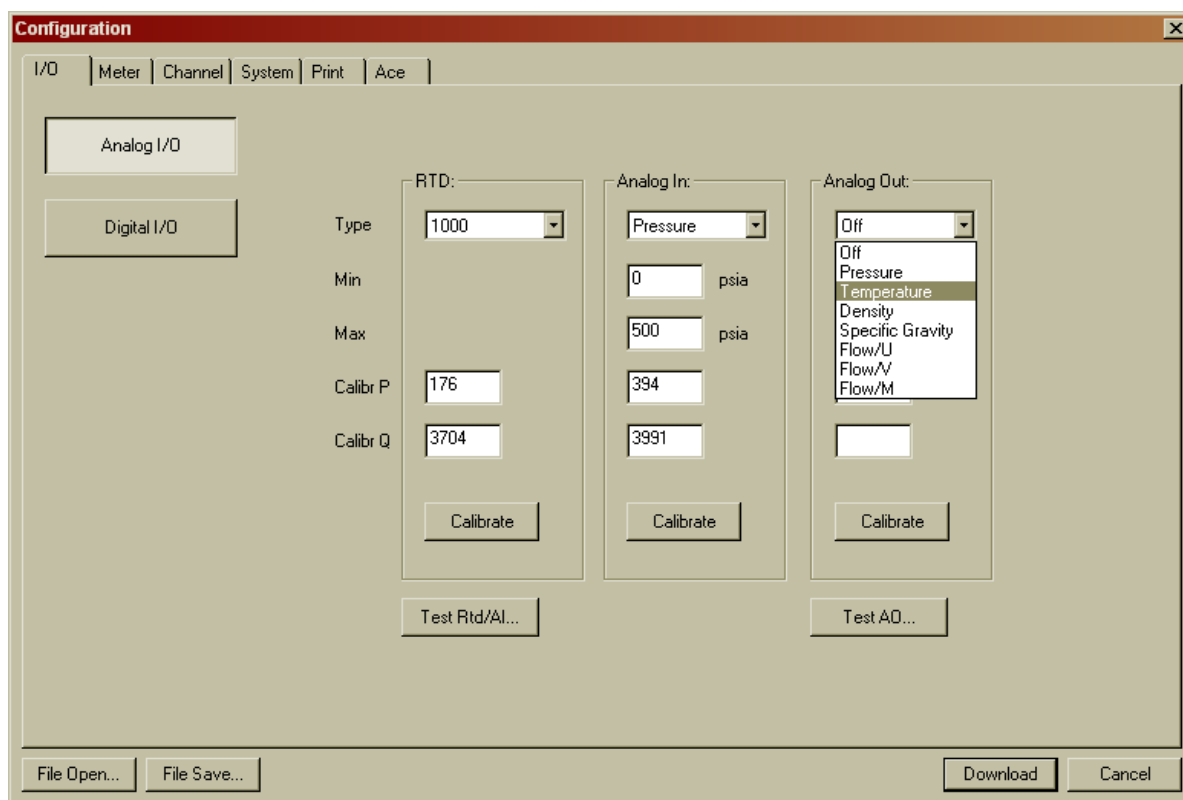 Configuration
I/O Meter Channel System Print Ace
Analog I/O
Digital I/O
RTD: Analog In: Analog Out:
Type 1000 Pressure Off
Off
Pressure
Temperature
Density
Specific Gravity
Flow/U
Flow/V
Flow/M
Min 0 psia
Max 500 psia
Calibr P 176 394
Calibr Q 3704 3991
Calibrate Calibrate Calibrate
Test Rtd/AI... Test AO...
File Open... File Save... Download Cancel